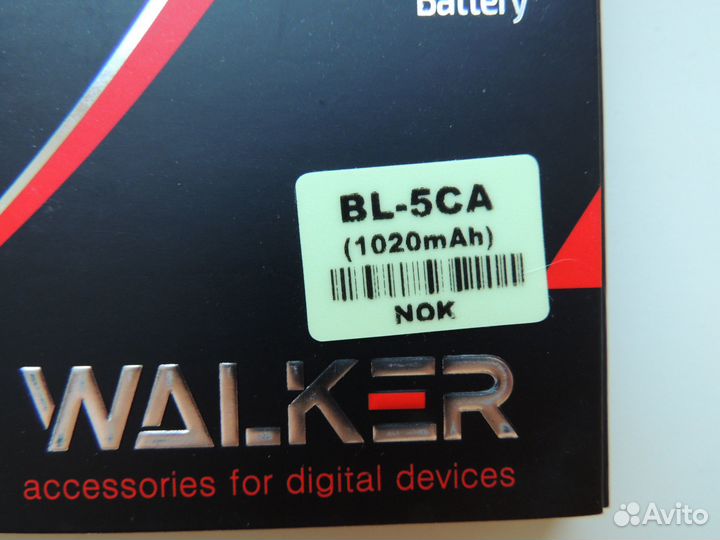 Battery
BL-5CA
(1020mAh)
NOK
WALKER
accessories for digital devices
Avito